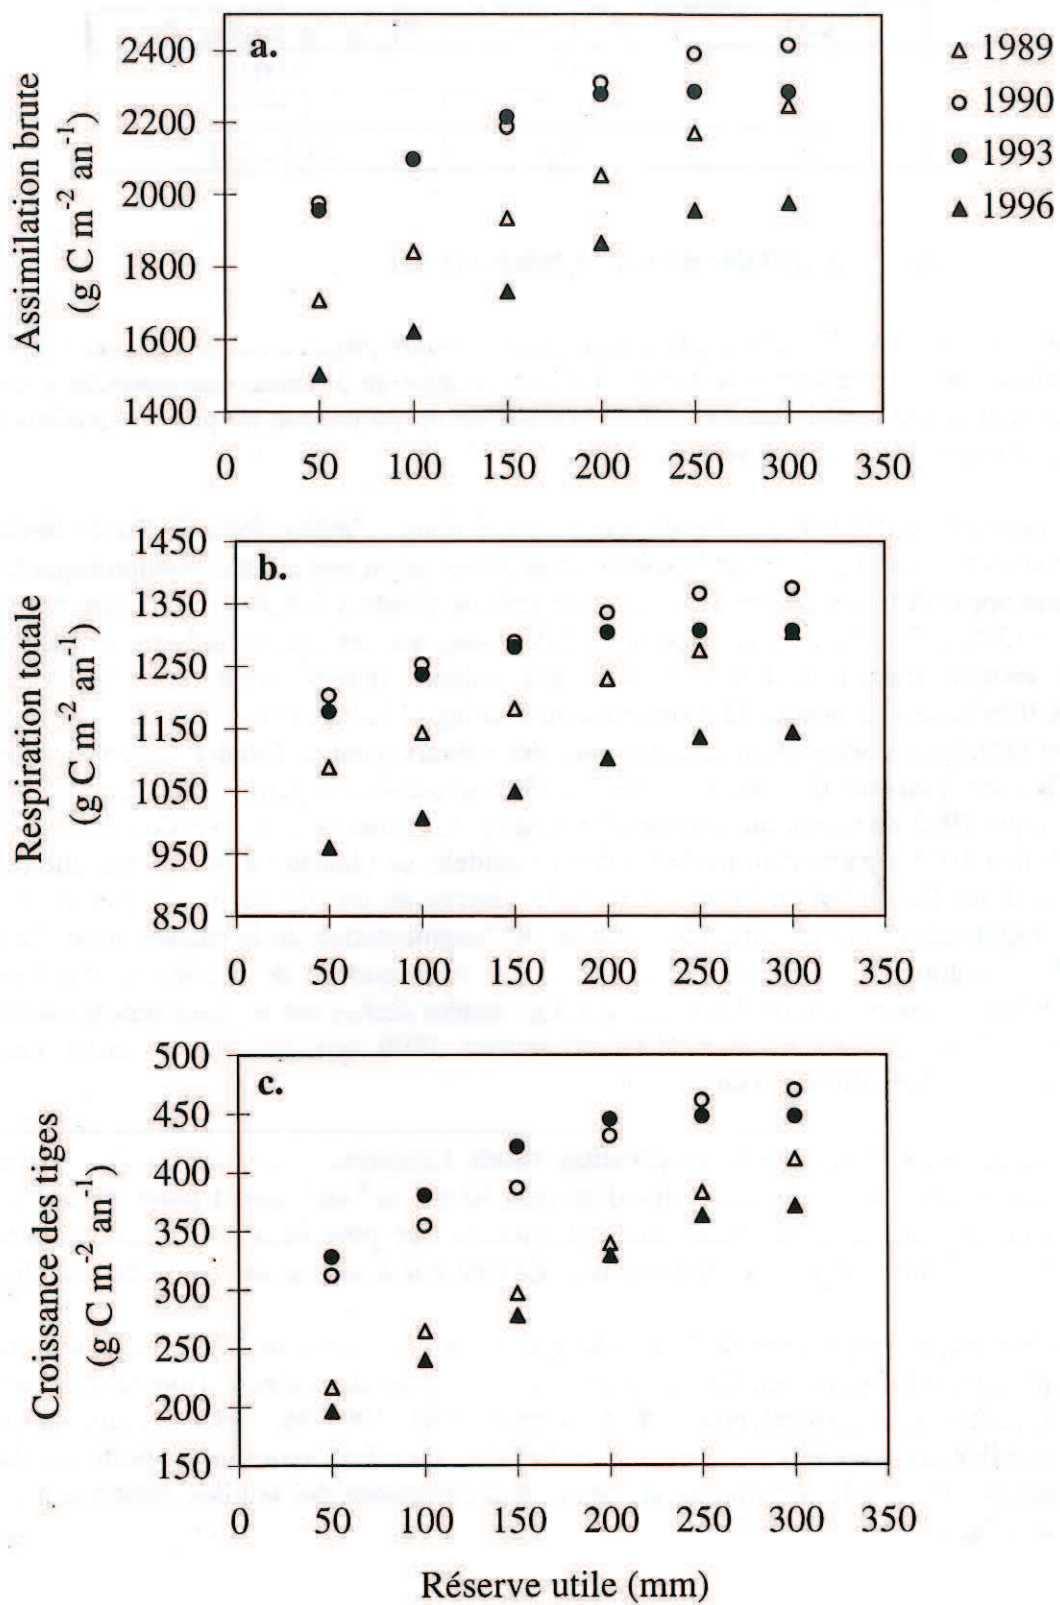 a.
2400
2200
2000
1800
1600
1400
0 50 100 150 200 250 300 350
Assimilation brute
(g C m⁻² an⁻¹)
1989
1990
1993
1996
b.
1450
1350
1250
1150
1050
950
850
0 50 100 150 200 250 300 350
Respiration totale
(g C m⁻² an⁻¹)
c.
500
450
400
350
300
250
200
150
0 50 100 150 200 250 300 350
Croissance des tiges
(g C m⁻² an⁻¹)
Réserve utile (mm)